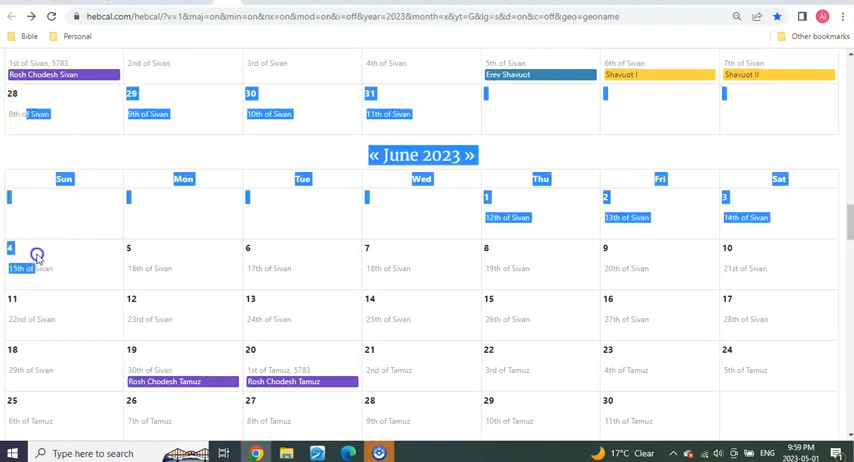 hebcal.com/hebcal/?v=1&maj=on&min=on&nx=on&mod=on&i=off&year=2023&month=x&yt=G&lg=s&d=on&c=off&geo=geoname
Bible Personal Other bookmarks
1st of Sivan, 5783 2nd of Sivan 3rd of Sivan 4th of Sivan 5th of Sivan 6th of Sivan 7th of Sivan
Rosh Chodesh Sivan Erev Shavuot Shavuot I Shavuot II
28 29 30 31
8th of Sivan 9th of Sivan 10th of Sivan 11th of Sivan
« June 2023 »
Sun Mon Tue Wed Thu Fri Sat
1 2 3
12th of Sivan 13th of Sivan 14th of Sivan
4 5 6 7 8 9 10
15th of Sivan 16th of Sivan 17th of Sivan 18th of Sivan 19th of Sivan 20th of Sivan 21st of Sivan
11 12 13 14 15 16 17
22nd of Sivan 23rd of Sivan 24th of Sivan 25th of Sivan 26th of Sivan 27th of Sivan 28th of Sivan
18 19 20 21 22 23 24
29th of Sivan 30th of Sivan 1st of Tamuz, 5783 2nd of Tamuz 3rd of Tamuz 4th of Tamuz 5th of Tamuz
Rosh Chodesh Tamuz Rosh Chodesh Tamuz
25 26 27 28 29 30
6th of Tamuz 7th of Tamuz 8th of Tamuz 9th of Tamuz 10th of Tamuz 11th of Tamuz
Type here to search 17°C Clear ENG 9:59 PM
2023-05-01